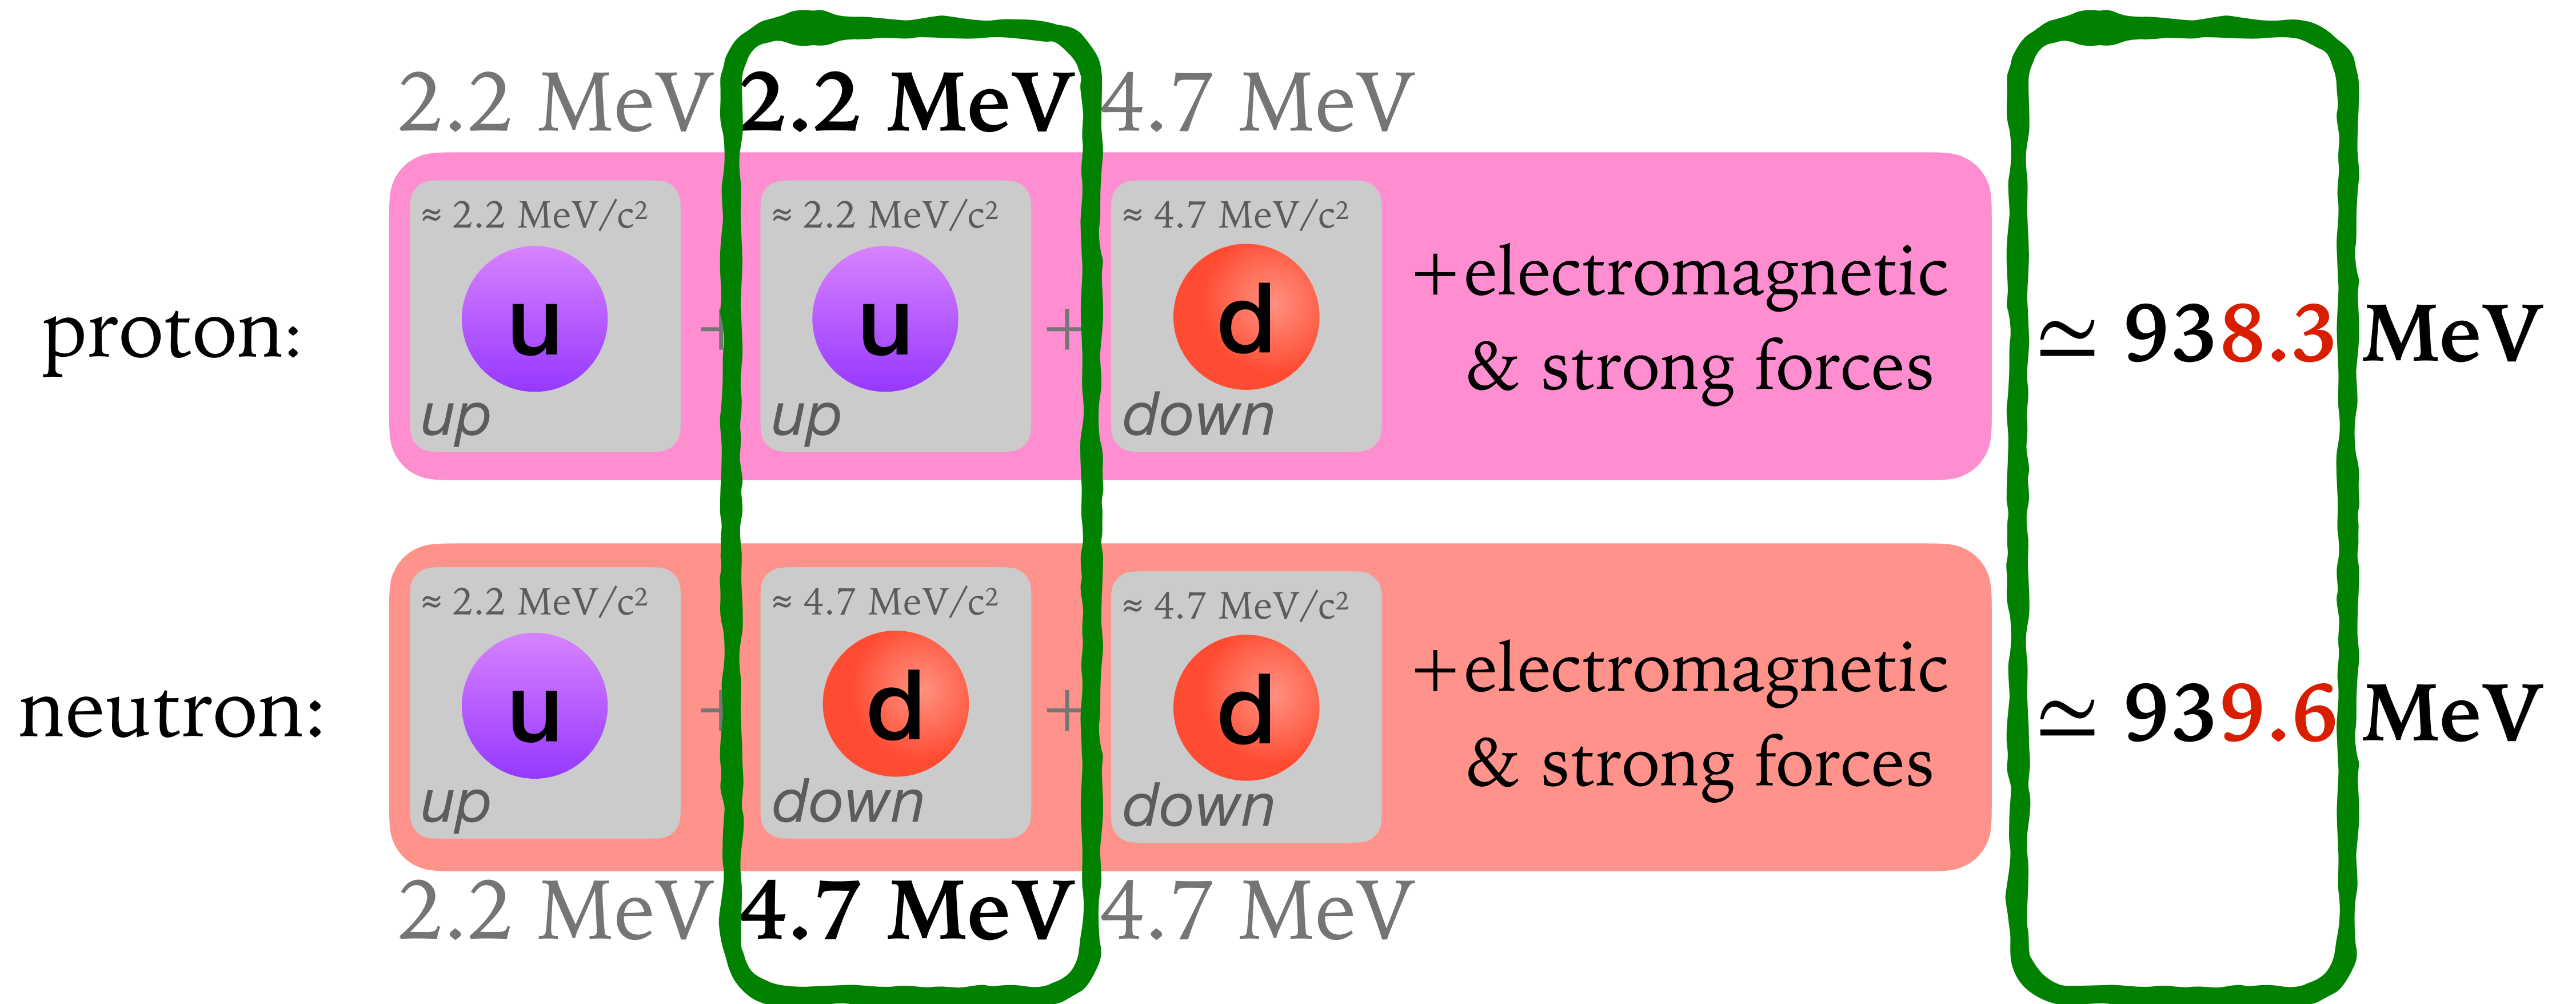 2.2 MeV 2.2 MeV 4.7 MeV
≈ 2.2 MeV/c² ≈ 2.2 MeV/c² ≈ 4.7 MeV/c²
proton: u + u + d +electromagnetic
& strong forces ≃ 938.3 MeV
up up down
≈ 2.2 MeV/c² ≈ 4.7 MeV/c² ≈ 4.7 MeV/c²
neutron: u + d + d +electromagnetic
& strong forces ≃ 939.6 MeV
up down down
2.2 MeV 4.7 MeV 4.7 MeV